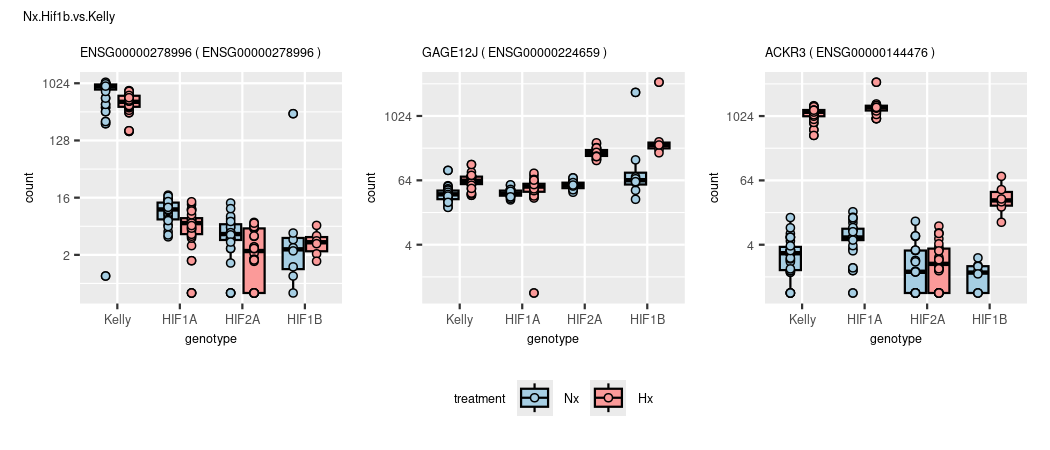 Nx.Hif1b.vs.Kelly
ENSG00000278996 ( ENSG00000278996 )
count
1024
128
16
2
Kelly HIF1A HIF2A HIF1B
genotype
GAGE12J ( ENSG00000224659 )
count
1024
64
4
Kelly HIF1A HIF2A HIF1B
genotype
ACKR3 ( ENSG00000144476 )
count
1024
64
4
Kelly HIF1A HIF2A HIF1B
genotype
treatment Nx Hx